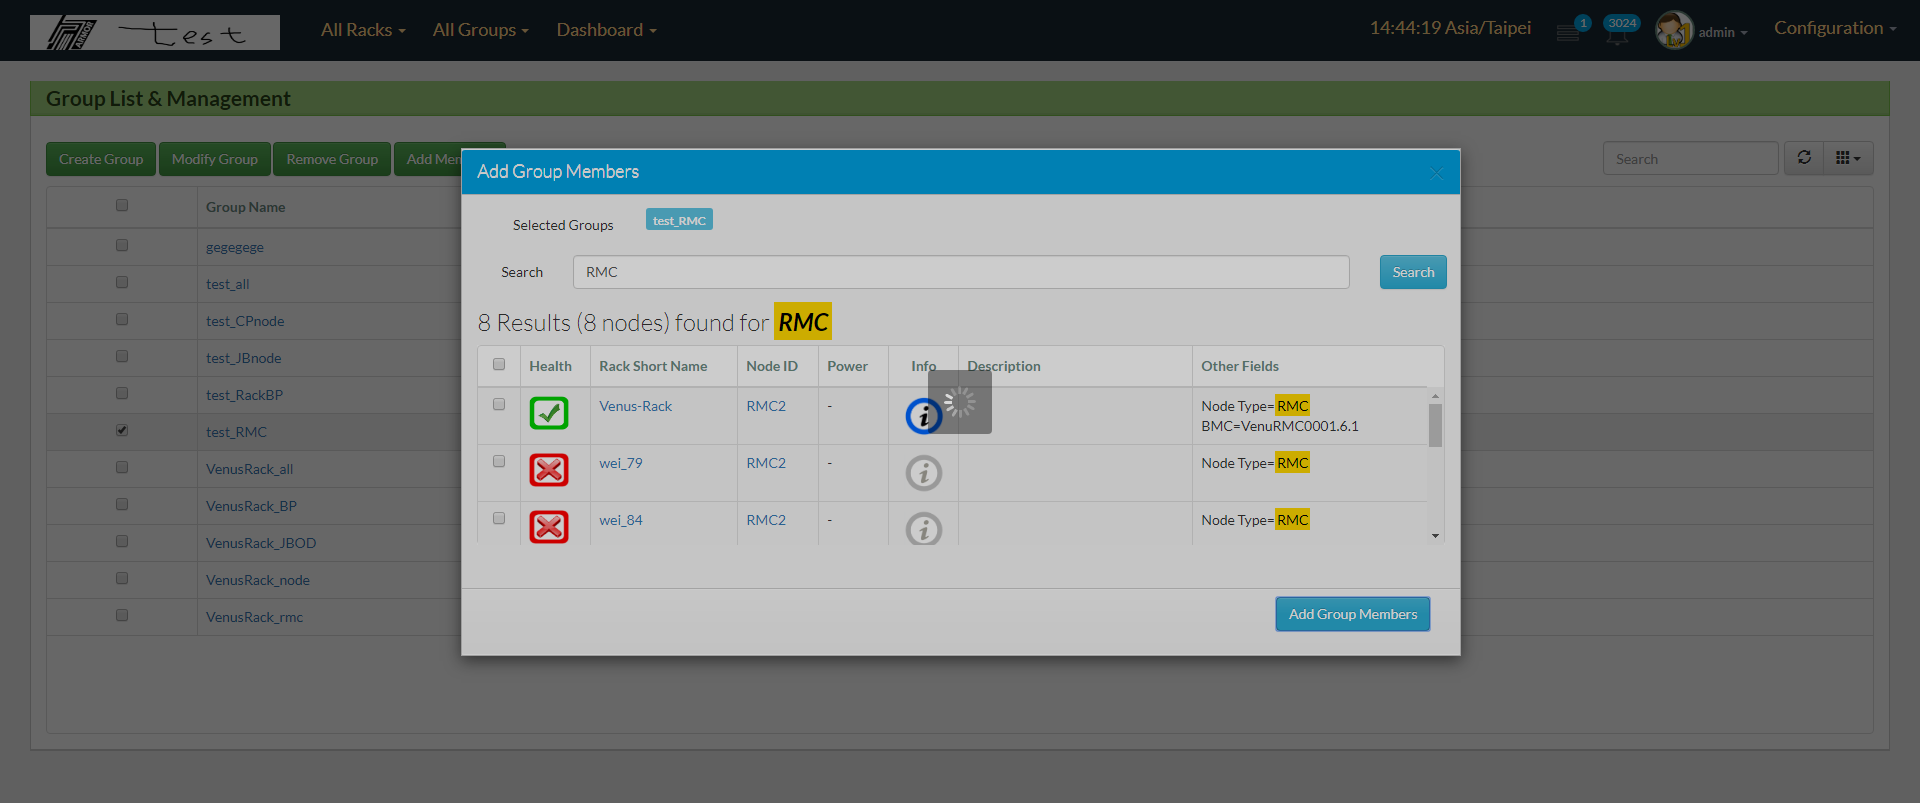 ARMOR test
All Racks
All Groups
Dashboard
14:44:19 Asia/Taipei
1
3024
admin
Configuration
Group List & Management
Create Group
Modify Group
Remove Group
Search
Group Name
gegegege
test_all
test_CPnode
test_JBnode
test_RackBP
test_RMC
VenusRack_all
VenusRack_BP
VenusRack_JBOD
VenusRack_node
VenusRack_rmc
Add Group Members
Selected Groups test_RMC
Search RMC Search
8 Results (8 nodes) found for RMC
Health Rack Short Name Node ID Power Info Description Other Fields
Venus-Rack RMC2 - Node Type= RMC
BMC=VenuRMC0001.6.1
wei_79 RMC2 - Node Type= RMC
wei_84 RMC2 - Node Type= RMC
Add Group Members